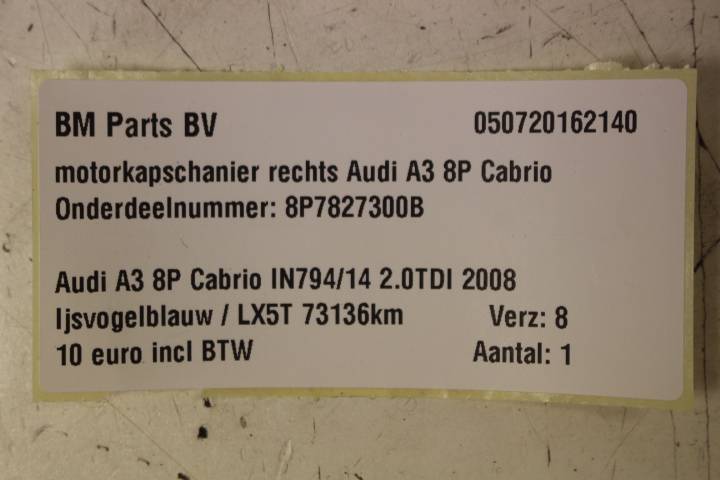 BM Parts BV 050720162140
motorkapschanier rechts Audi A3 8P Cabrio
Onderdeelnummer: 8P7827300B
Audi A3 8P Cabrio IN794/14 2.0TDI 2008
Ijsvogelblauw / LX5T 73136km Verz: 8
10 euro incl BTW Aantal: 1